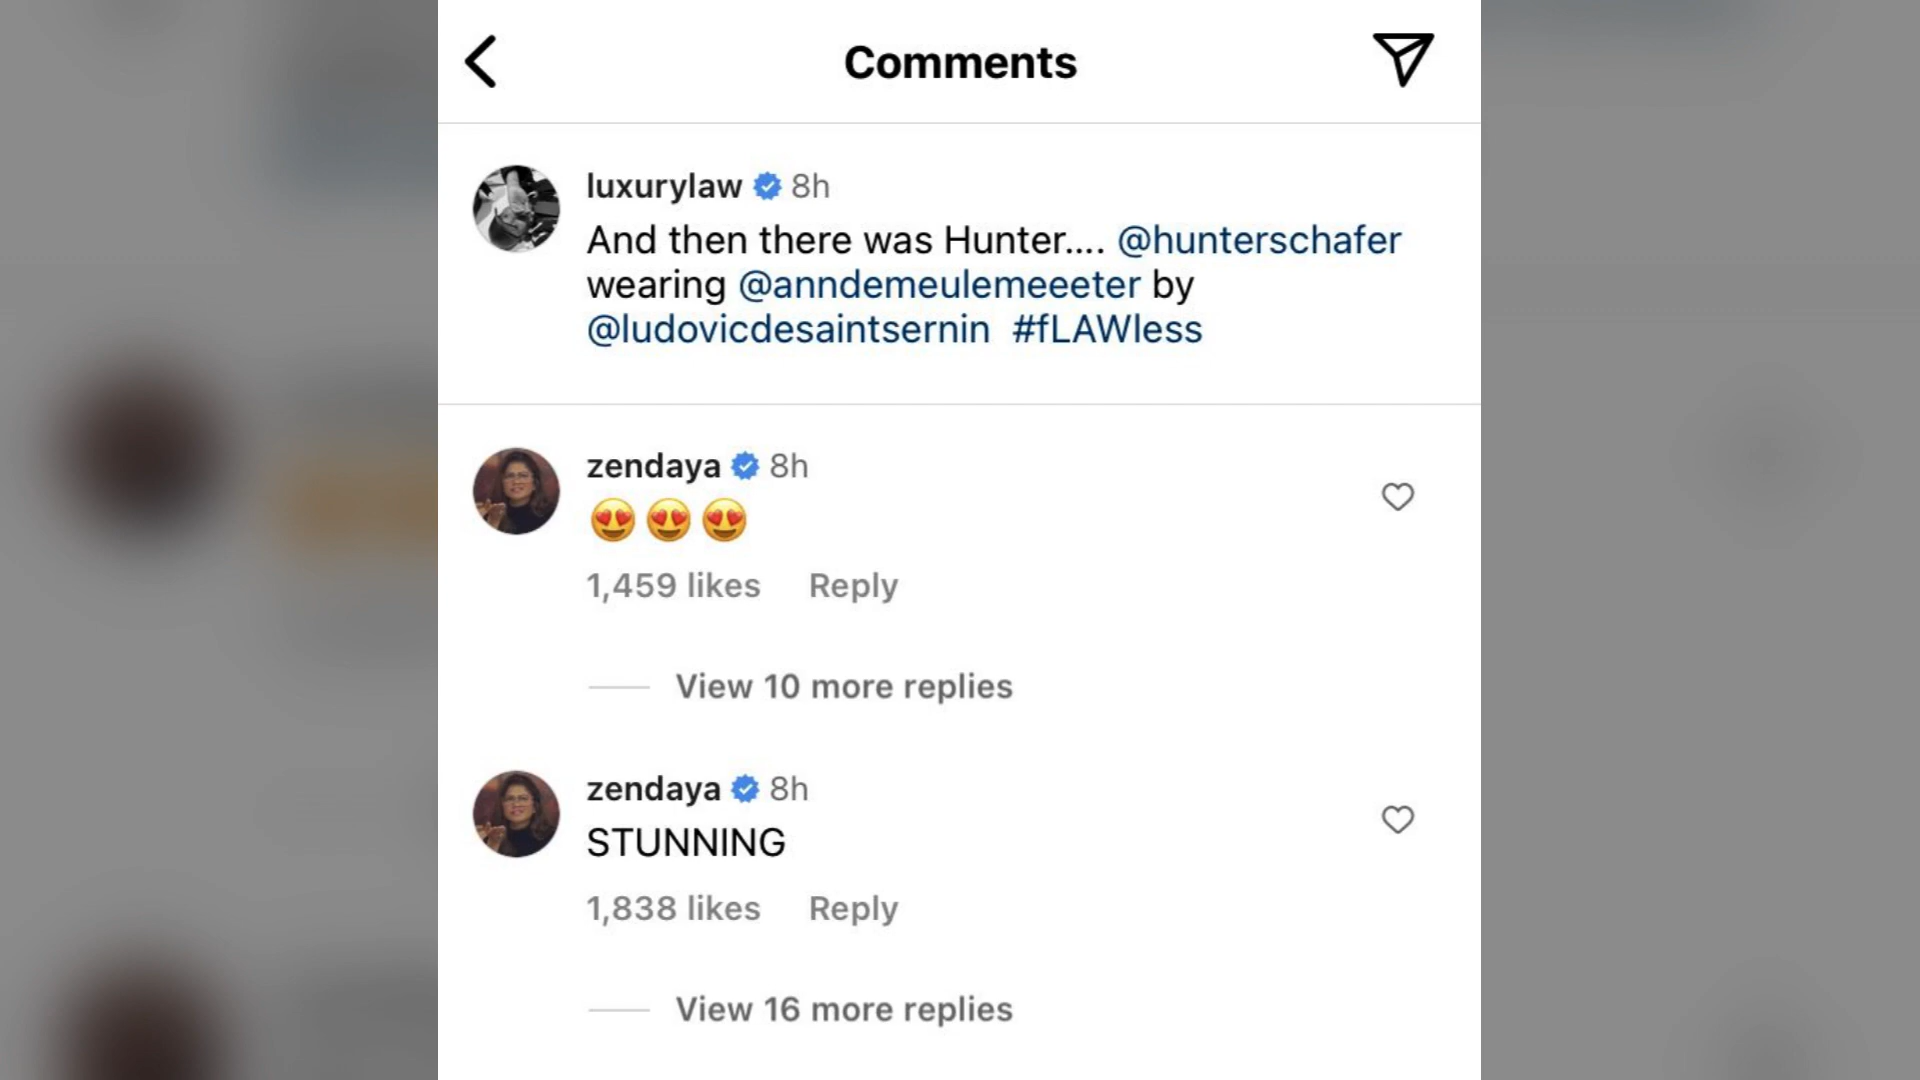 Comments
luxurylaw 8h
And then there was Hunter.... @hunterschafer
wearing @anndemeulemeeeter by
@ludovicdesaintsernin #fLAWless
zendaya 8h
😍😍😍
1,459 likes Reply
View 10 more replies
zendaya 8h
STUNNING
1,838 likes Reply
View 16 more replies